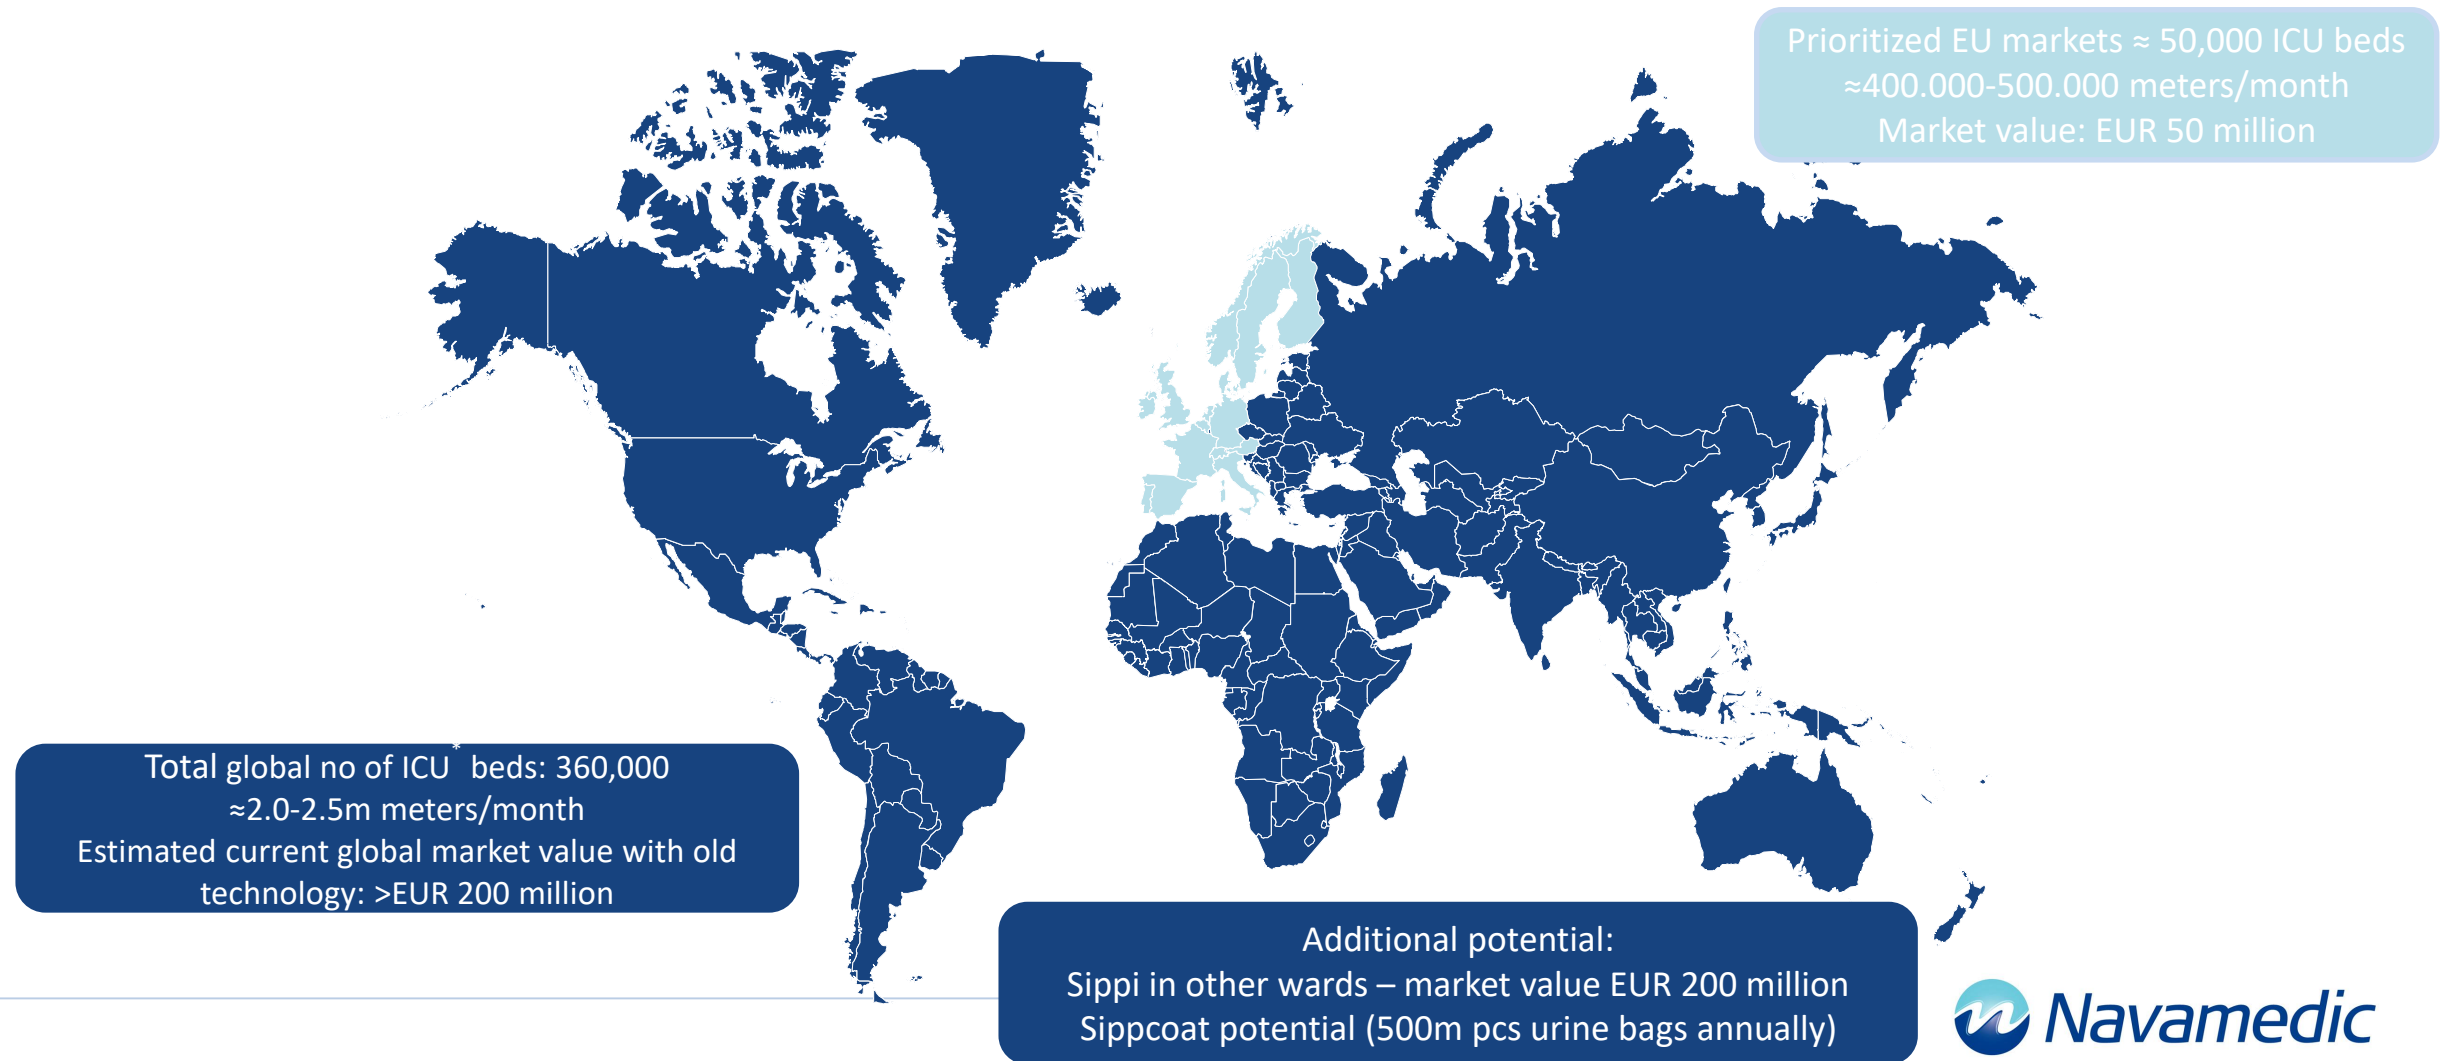 Prioritized EU markets ≈ 50,000 ICU beds
≈400.000-500.000 meters/month
Market value: EUR 50 million
Total global no of ICU* beds: 360,000
≈2.0-2.5m meters/month
Estimated current global market value with old
technology: >EUR 200 million
Additional potential:
Sippi in other wards – market value EUR 200 million
Sippcoat potential (500m pcs urine bags annually)
Navamedic